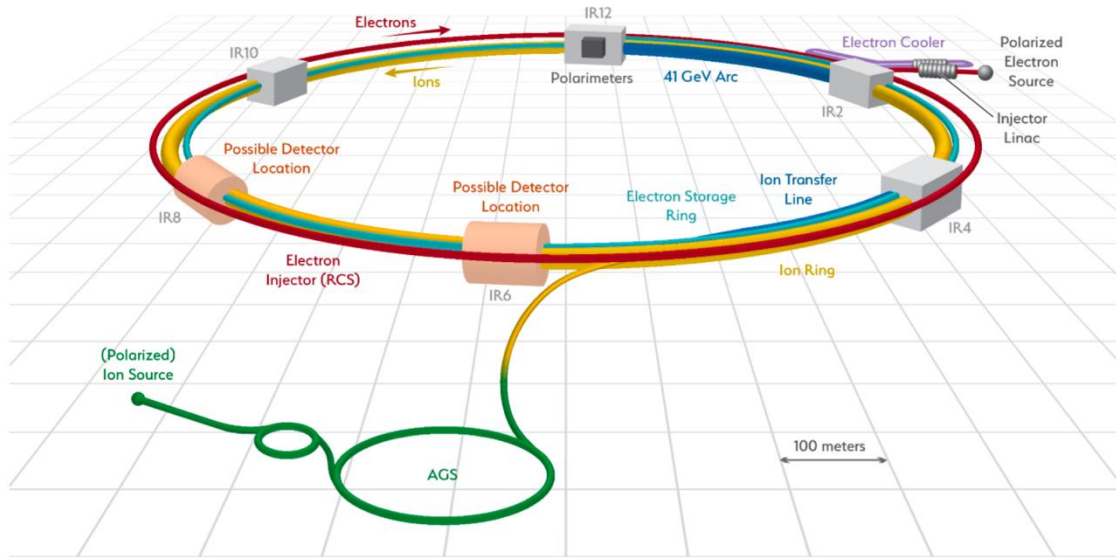 IR12
Electrons
IR10
Electron Cooler
Polarized
Electron
Source
Ions
Polarimeters
41 GeV Arc
IR2
Injector
Linac
Possible Detector
Location
Possible Detector
Location
Ion Transfer
Line
Electron Storage
Ring
IR8
IR4
Electron
Injector (RCS)
Ion Ring
IR6
(Polarized)
Ion Source
100 meters
AGS